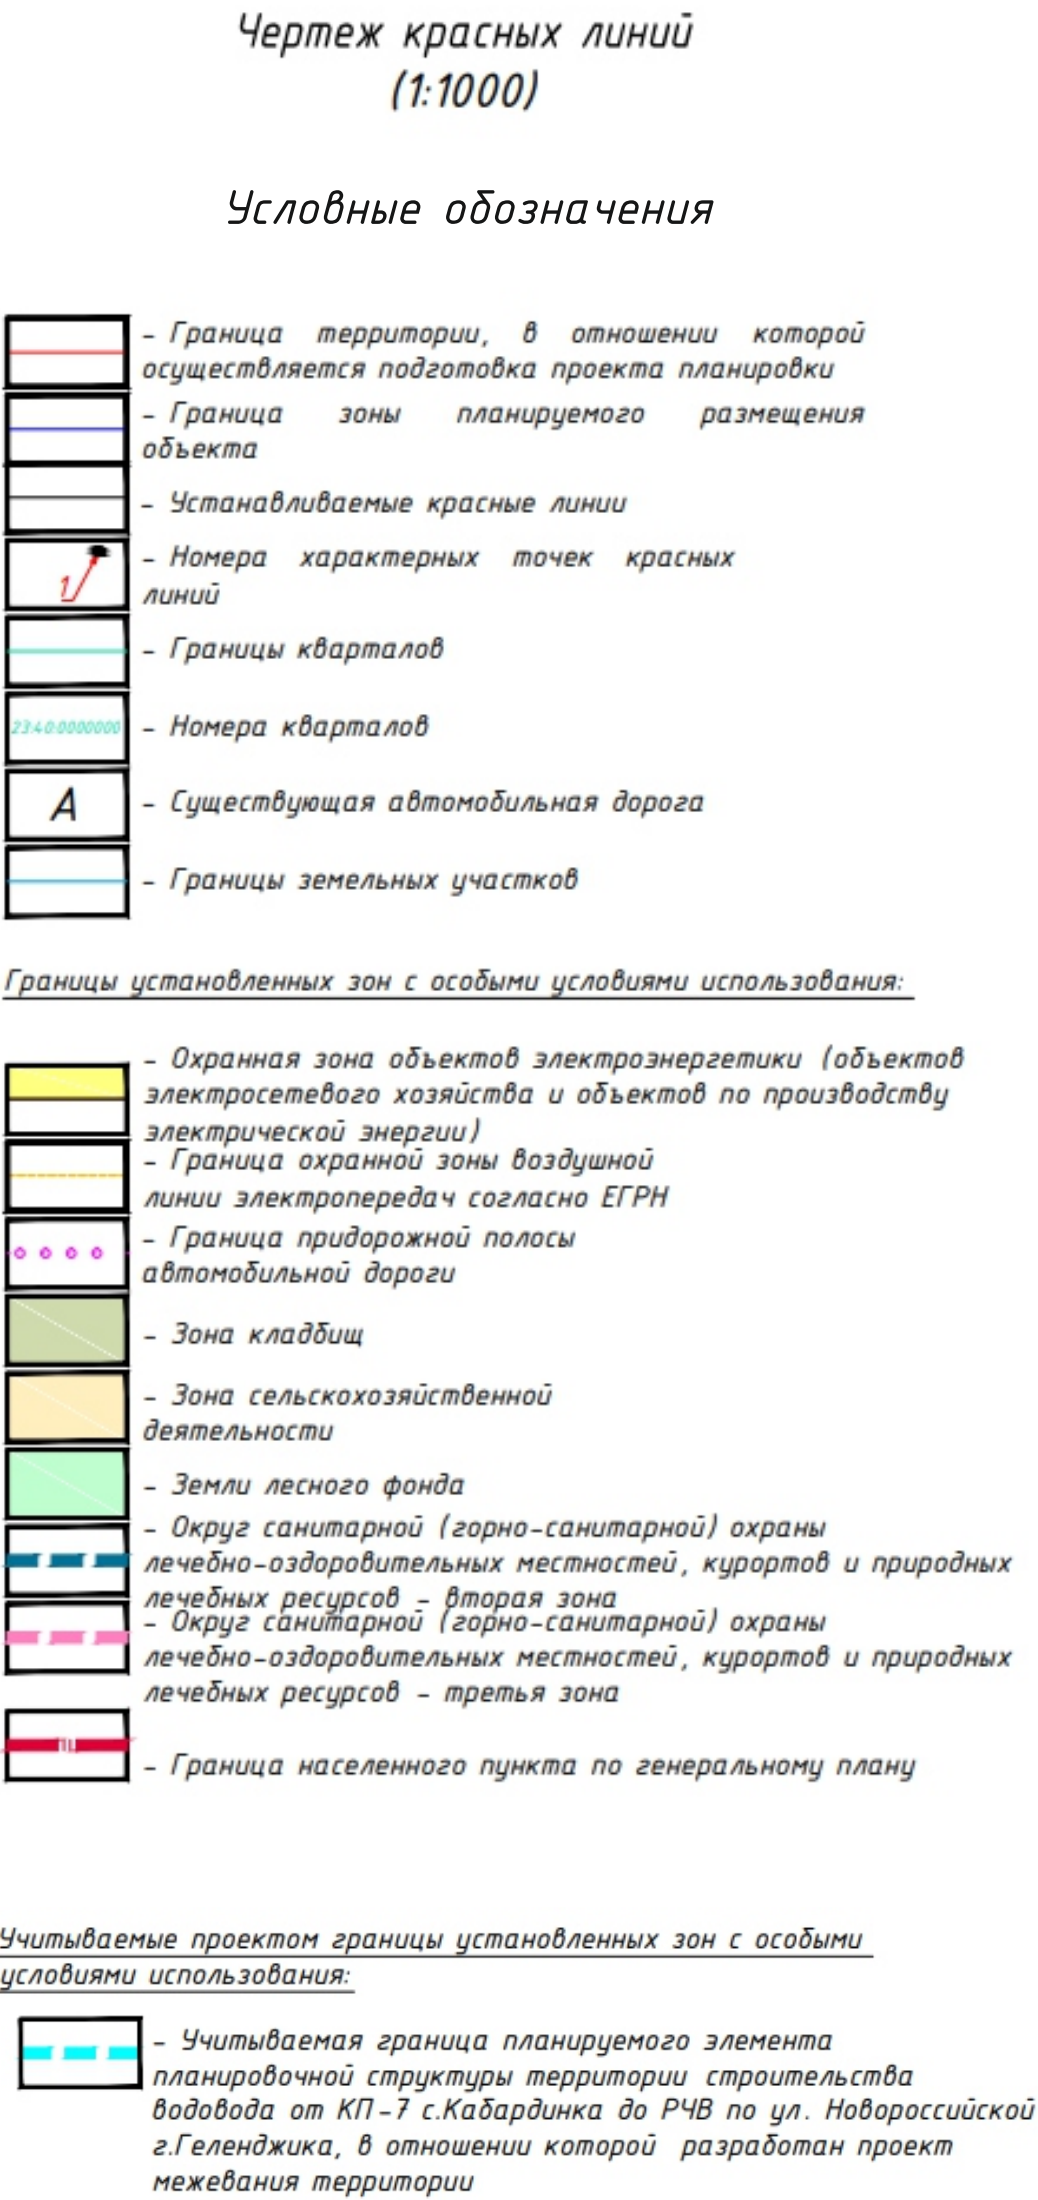 Чертеж красных линий
(1:1000)
Условные обозначения
- Граница территории, в отношении которой
осуществляется подготовка проекта планировки
- Граница зоны планируемого размещения
объекта
- Устанавливаемые красные линии
1
- Номера характерных точек красных
линий
- Границы кварталов
23:40:0000000
- Номера кварталов
А
- Существующая автомобильная дорога
- Границы земельных участков
Границы установленных зон с особыми условиями использования:
- Охранная зона объектов электроэнергетики (объектов
электросетевого хозяйства и объектов по производству
электрической энергии)
- Граница охранной зоны воздушной
линии электропередач согласно ЕГРН
- Граница придорожной полосы
автомобильной дороги
- Зона кладбищ
- Зона сельскохозяйственной
деятельности
- Земли лесного фонда
- Округ санитарной (горно-санитарной) охраны
лечебно-оздоровительных местностей, курортов и природных
лечебных ресурсов - вторая зона
- Округ санитарной (горно-санитарной) охраны
лечебно-оздоровительных местностей, курортов и природных
лечебных ресурсов - третья зона
- Граница населенного пункта по генеральному плану
Учитываемые проектом границы установленных зон с особыми
условиями использования:
- Учитываемая граница планируемого элемента
планировочной структуры территории строительства
водовода от КП-7 с.Кабардинка до РЧВ по ул. Новороссийской
г.Геленджика, в отношении которой разработан проект
межевания территории